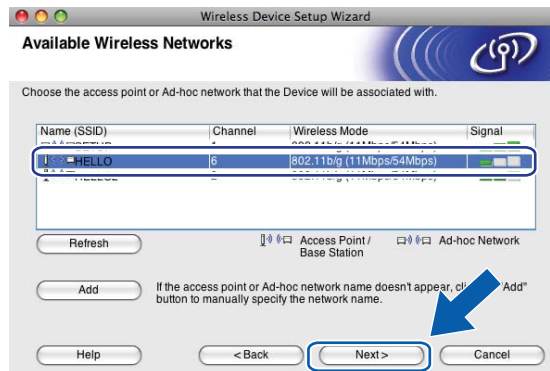 Wireless Device Setup Wizard
Available Wireless Networks
Choose the access point or Ad-hoc network that the Device will be associated with.
Name (SSID) Channel Wireless Mode Signal
HELLO 6 802.11b/g (11Mbps/54Mbps)
Refresh
Access Point / Base Station
Ad-hoc Network
Add
If the access point or Ad-hoc network name doesn't appear, "Add"
button to manually specify the network name.
Help
< Back
Next >
Cancel